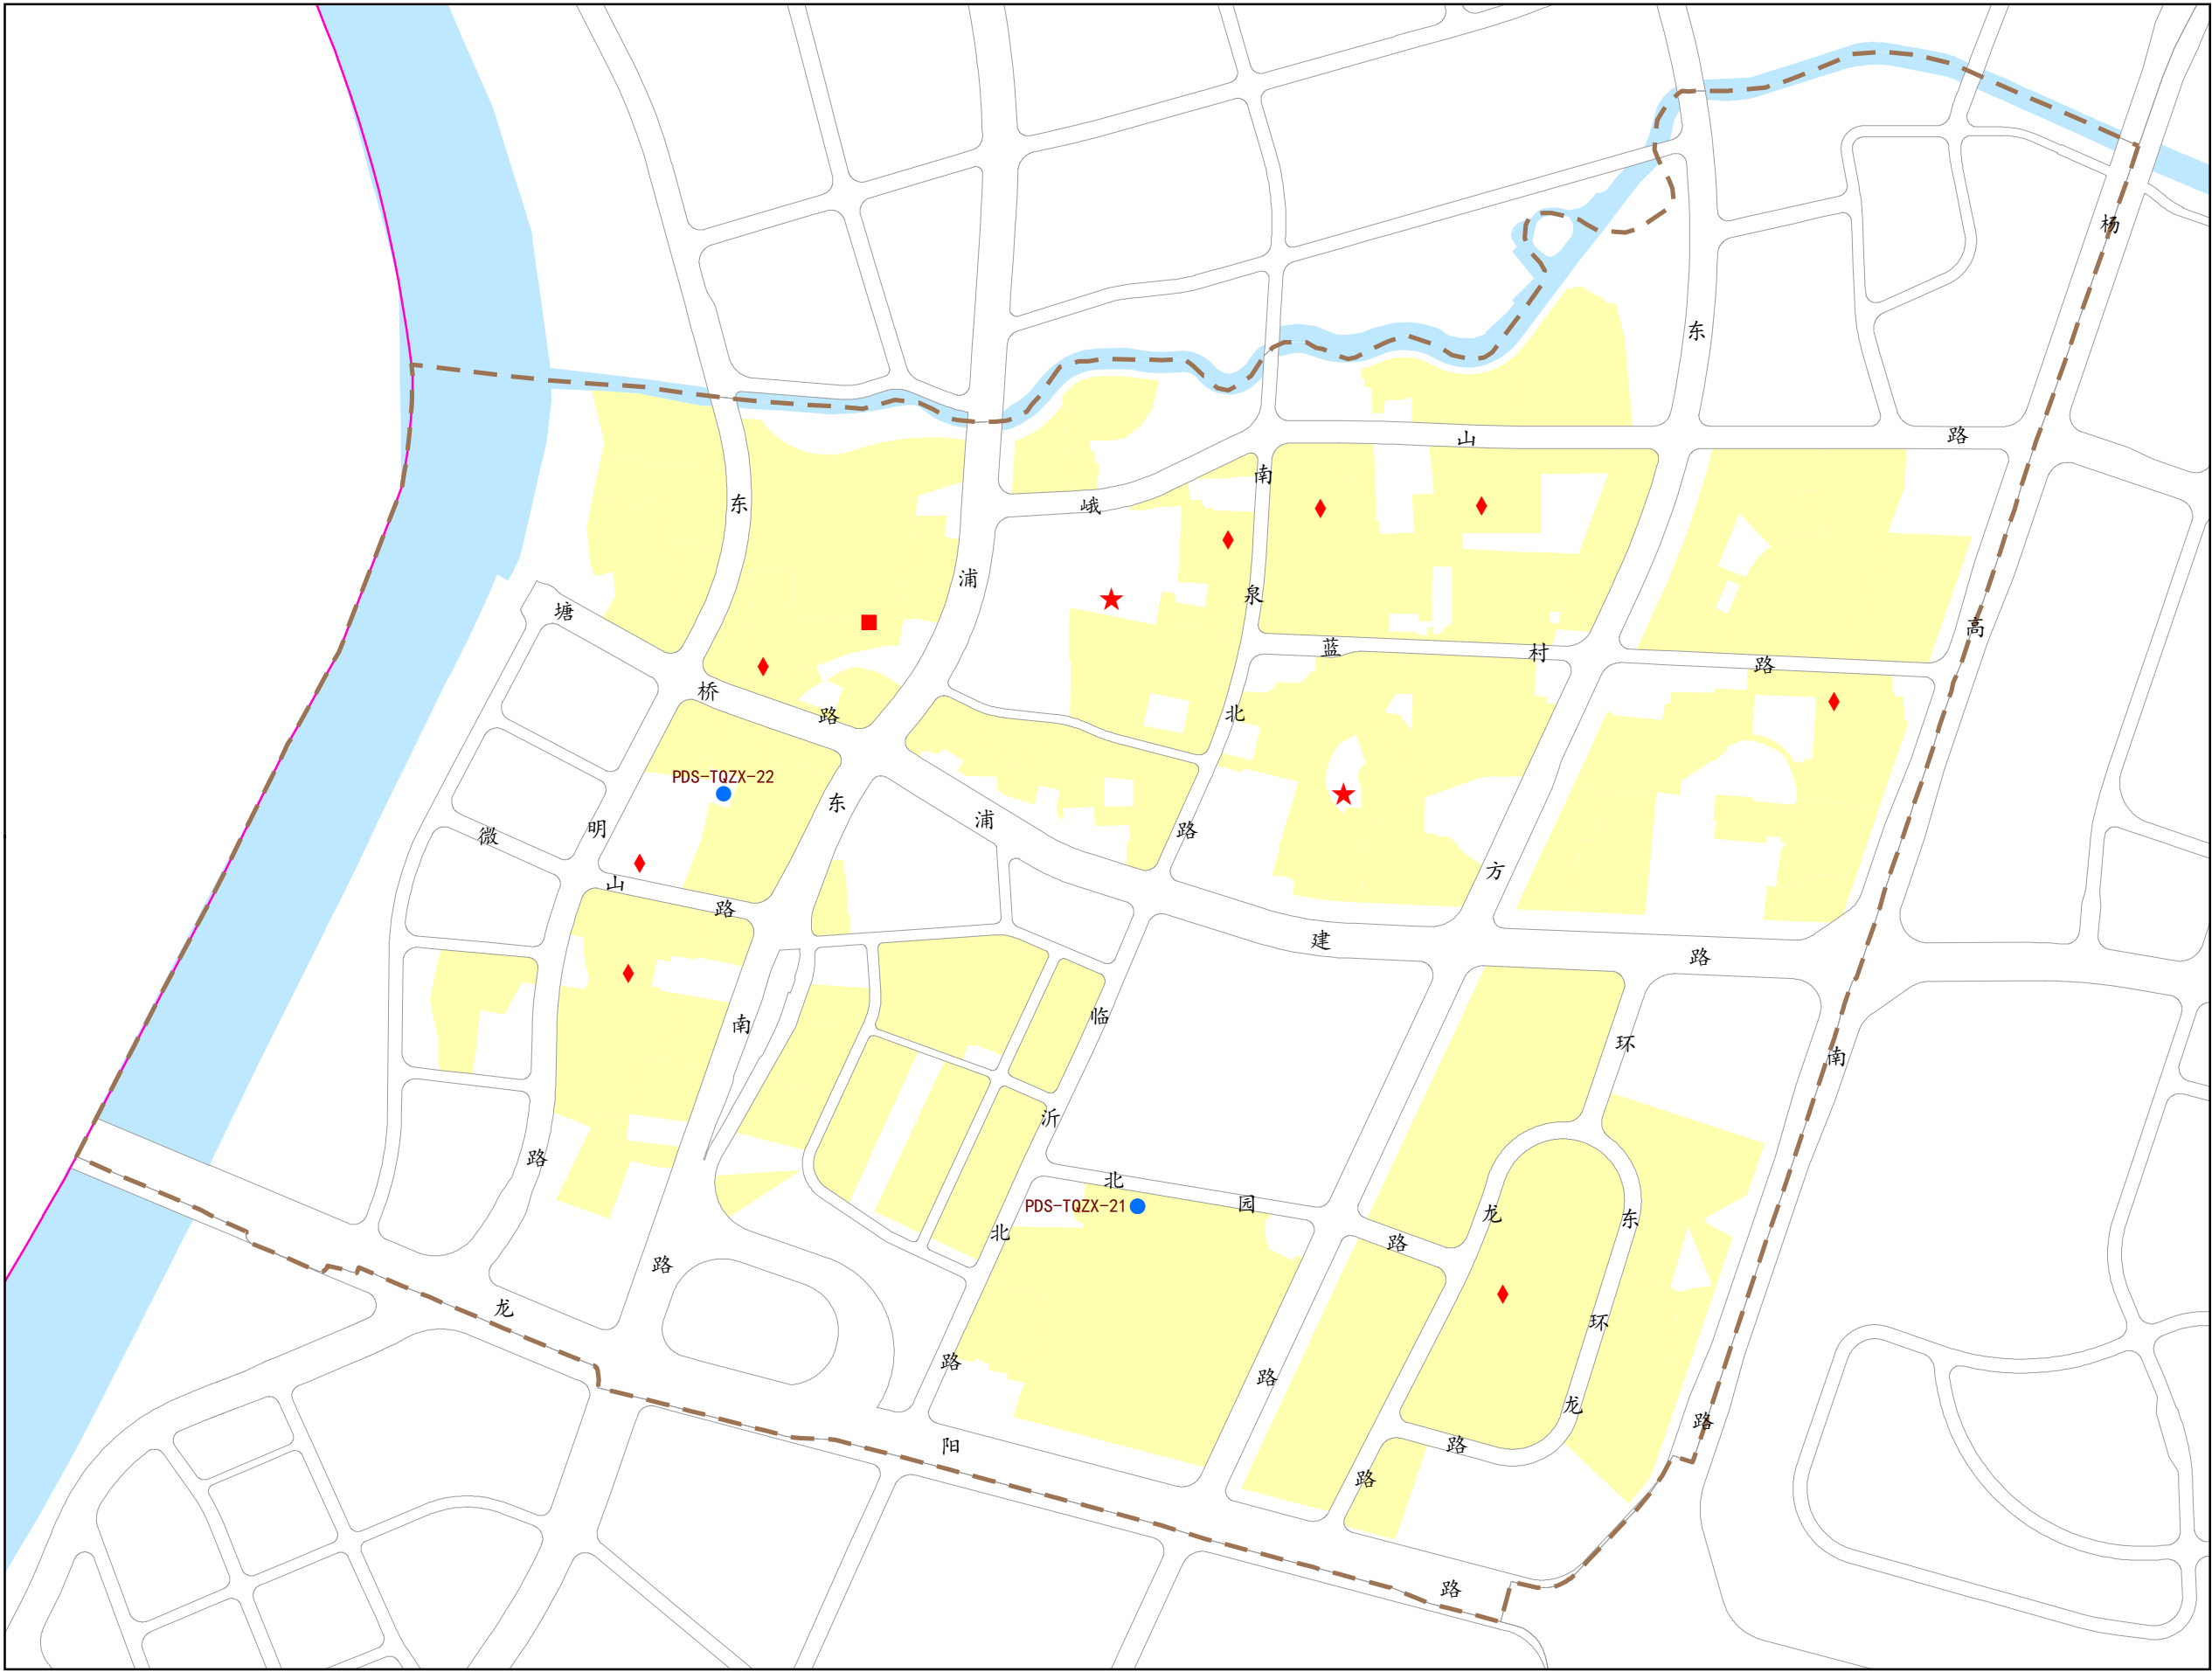 杨
东
山
路
南
峨
东
浦
泉
塘
高
蓝
村
路
桥
路
北
PDS-TQZX-22
东
浦
明
微
路
方
山
路
建
路
临
南
环
南
沂
路
北
园
PDS-TQZX-21
龙
东
北
路
路
龙
环
路
路
龙
路
阳
路
路
路